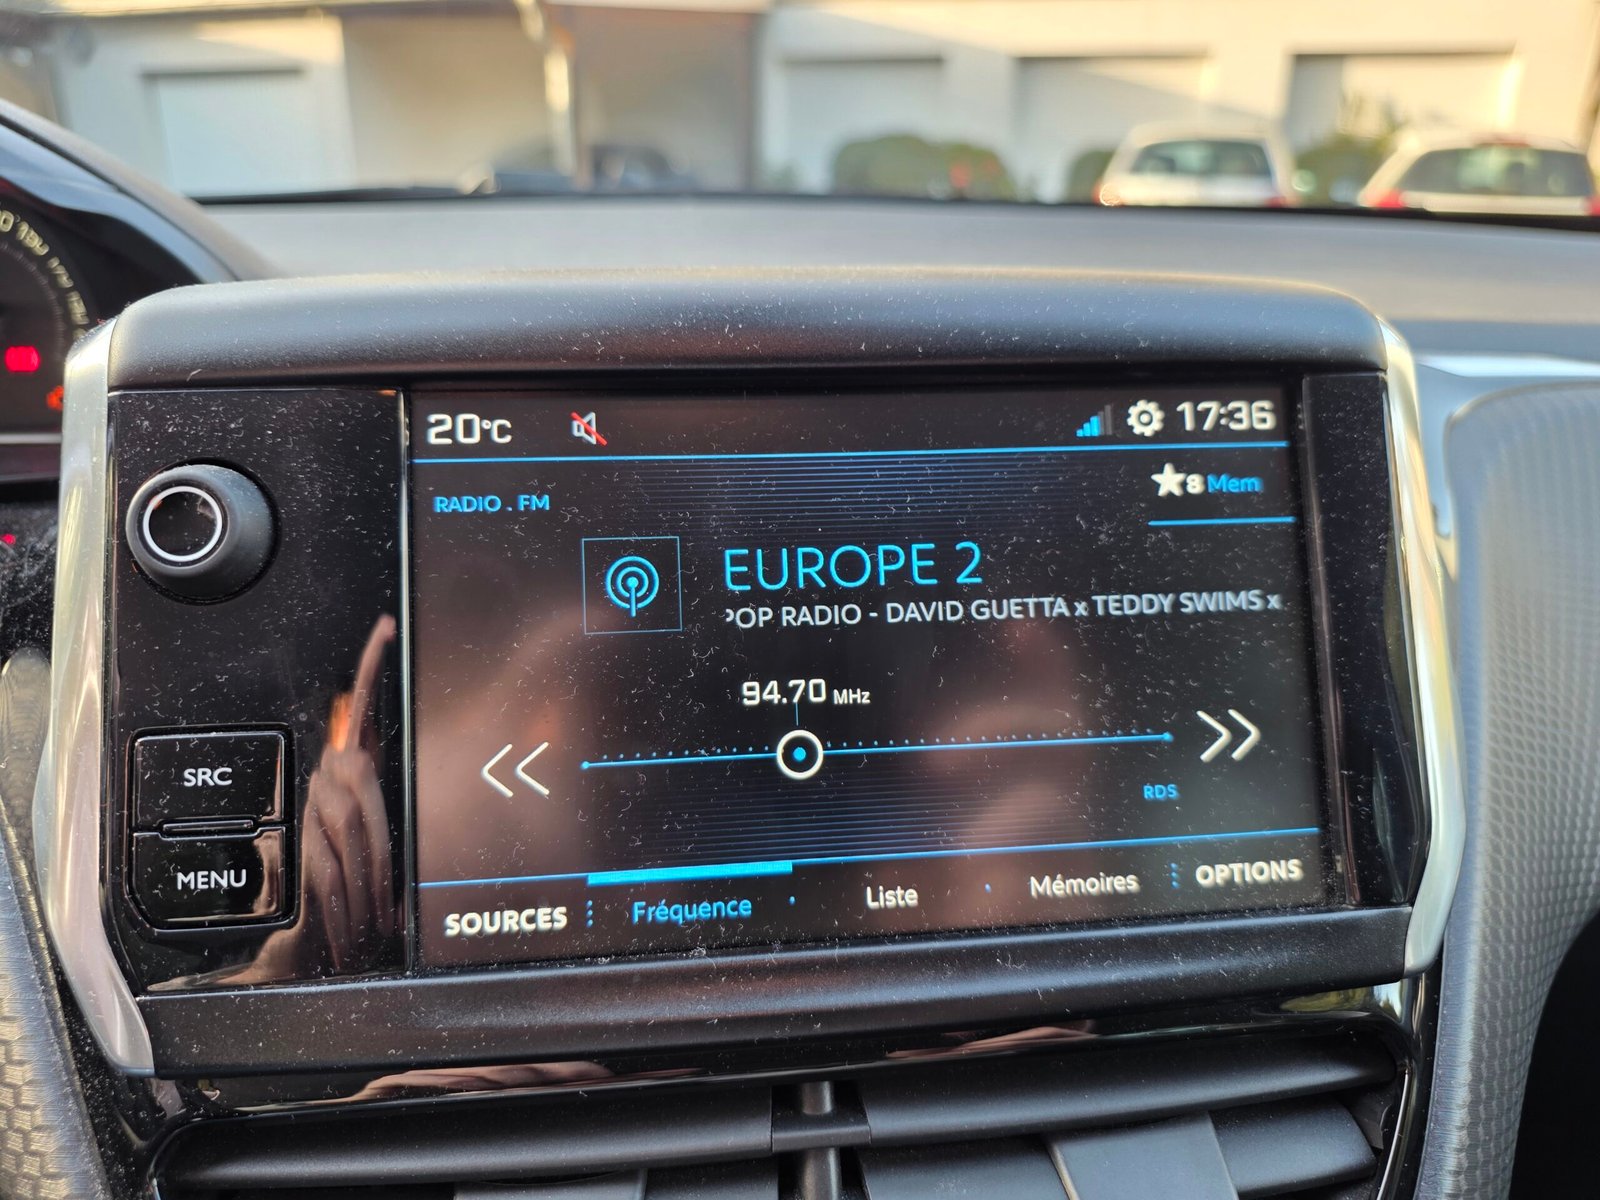 20°C
17:36
RADIO . FM
8 Mem
EUROPE 2
POP RADIO - DAVID GUETTA x TEDDY SWIMS x
94.70 MHz
RDS
SRC
MENU
SOURCES
Fréquence
Liste
Mémoires
OPTIONS